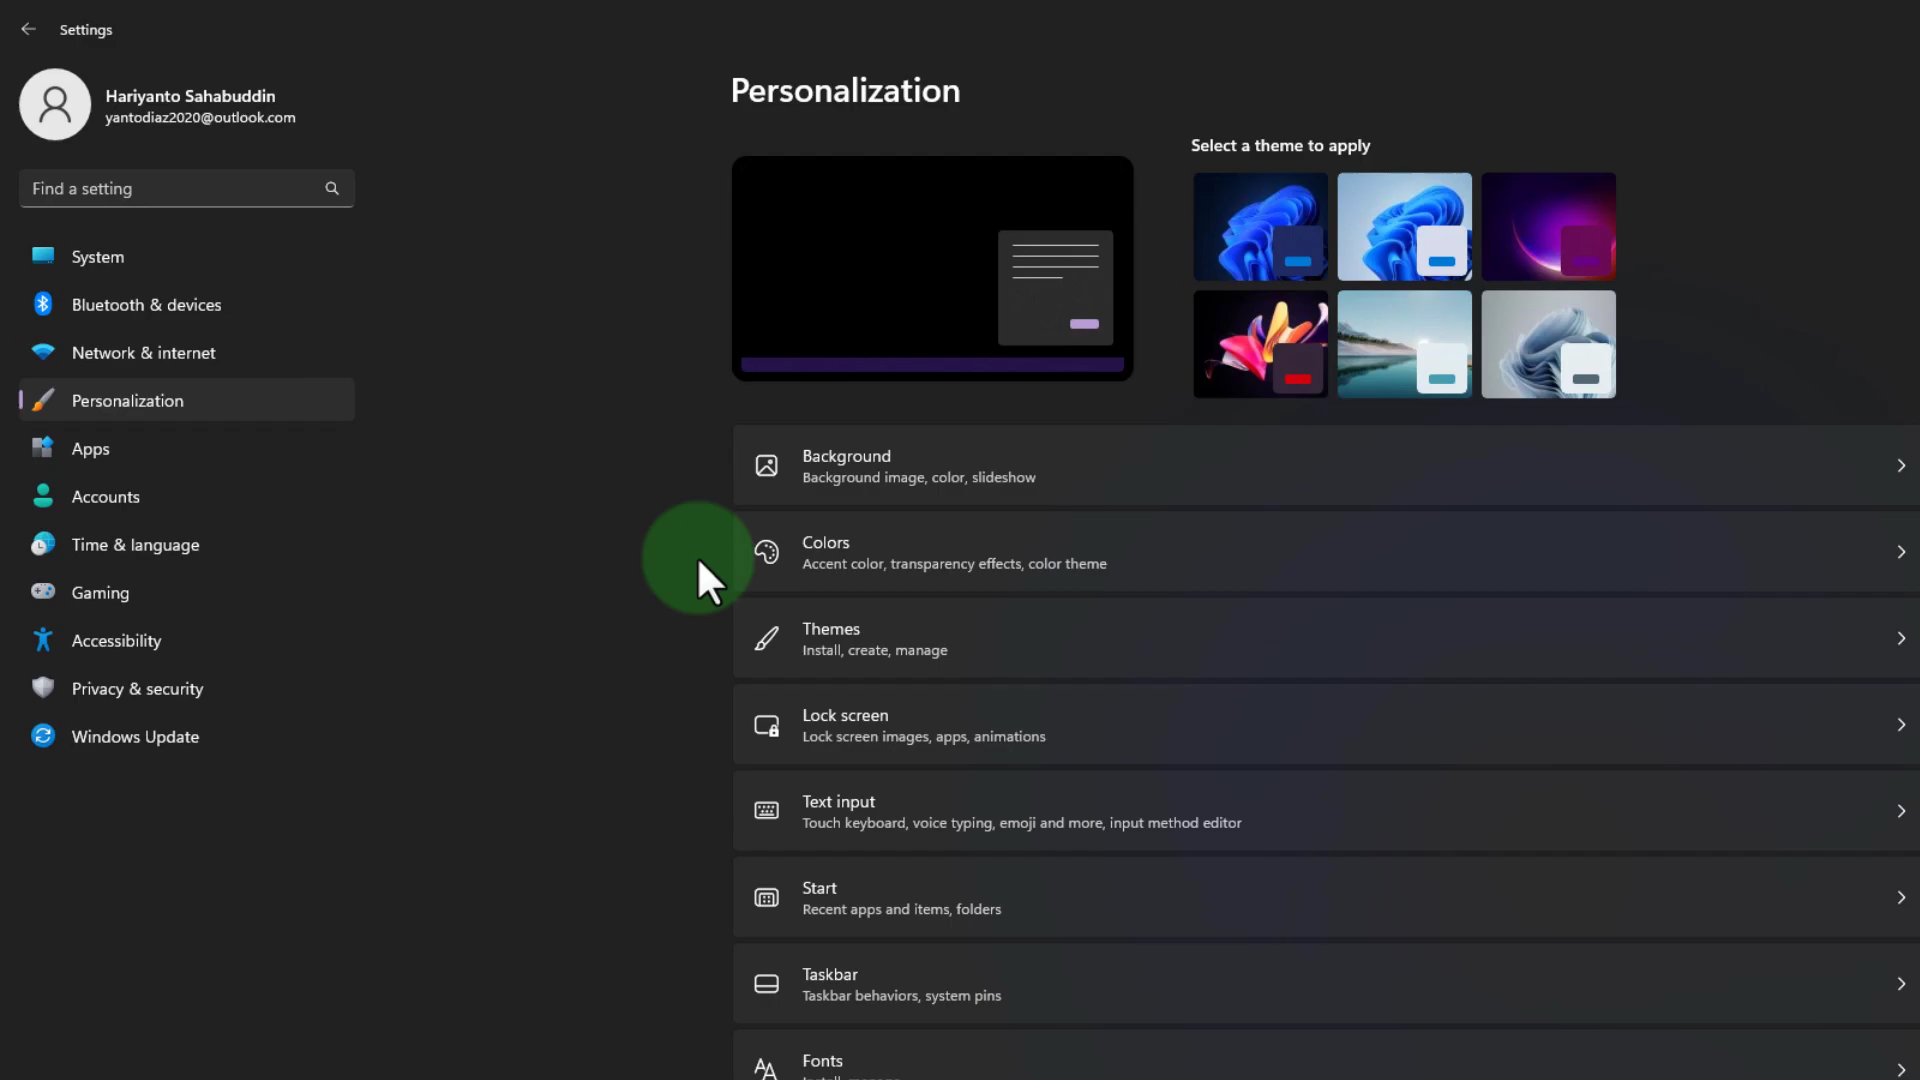 Settings
Hariyanto Sahabuddin
yantodiaz2020@outlook.com
Find a setting
System
Bluetooth & devices
Network & internet
Personalization
Apps
Accounts
Time & language
Gaming
Accessibility
Privacy & security
Windows Update
Personalization
Select a theme to apply
Background
Background image, color, slideshow
Colors
Accent color, transparency effects, color theme
Themes
Install, create, manage
Lock screen
Lock screen images, apps, animations
Text input
Touch keyboard, voice typing, emoji and more, input method editor
Start
Recent apps and items, folders
Taskbar
Taskbar behaviors, system pins
Fonts